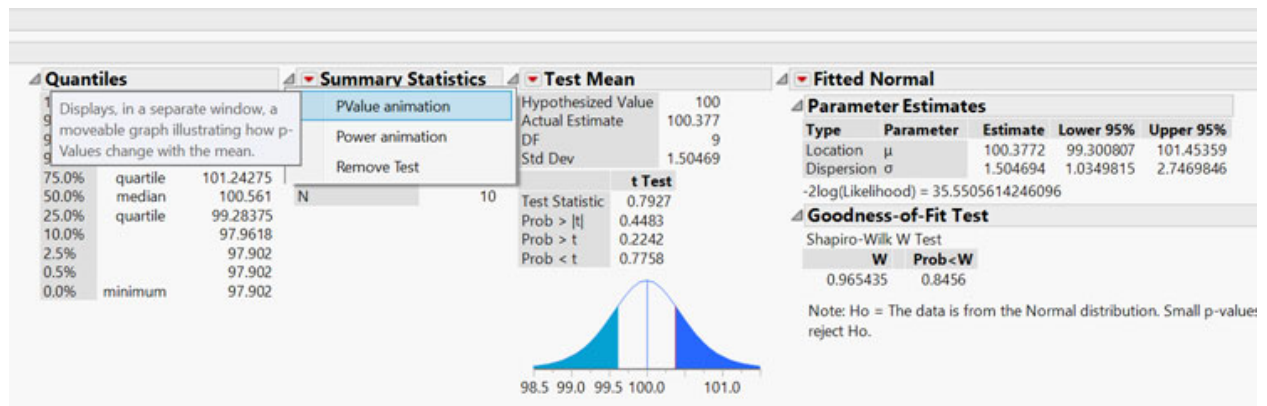 Quantiles
Displays, in a separate window, a
moveable graph illustrating how p-
Values change with the mean.
75.0% quartile 101.24275
50.0% median 100.561
25.0% quartile 99.28375
10.0% 97.9618
2.5% 97.902
0.5% 97.902
0.0% minimum 97.902
Summary Statistics
PValue animation
Power animation
Remove Test
N 10
Test Mean
Hypothesized Value 100
Actual Estimate 100.377
DF 9
Std Dev 1.50469
t Test
Test Statistic 0.7927
Prob > |t| 0.4483
Prob > t 0.2242
Prob < t 0.7758
98.5 99.0 99.5 100.0 101.0
Fitted Normal
Parameter Estimates
Type Parameter Estimate Lower 95% Upper 95%
Location μ 100.3772 99.300807 101.45359
Dispersion σ 1.504694 1.0349815 2.7469846
-2log(Likelihood) = 35.5505614246096
Goodness-of-Fit Test
Shapiro-Wilk W Test
W Prob<W
0.965435 0.8456
Note: Ho = The data is from the Normal distribution. Small p-values
reject Ho.